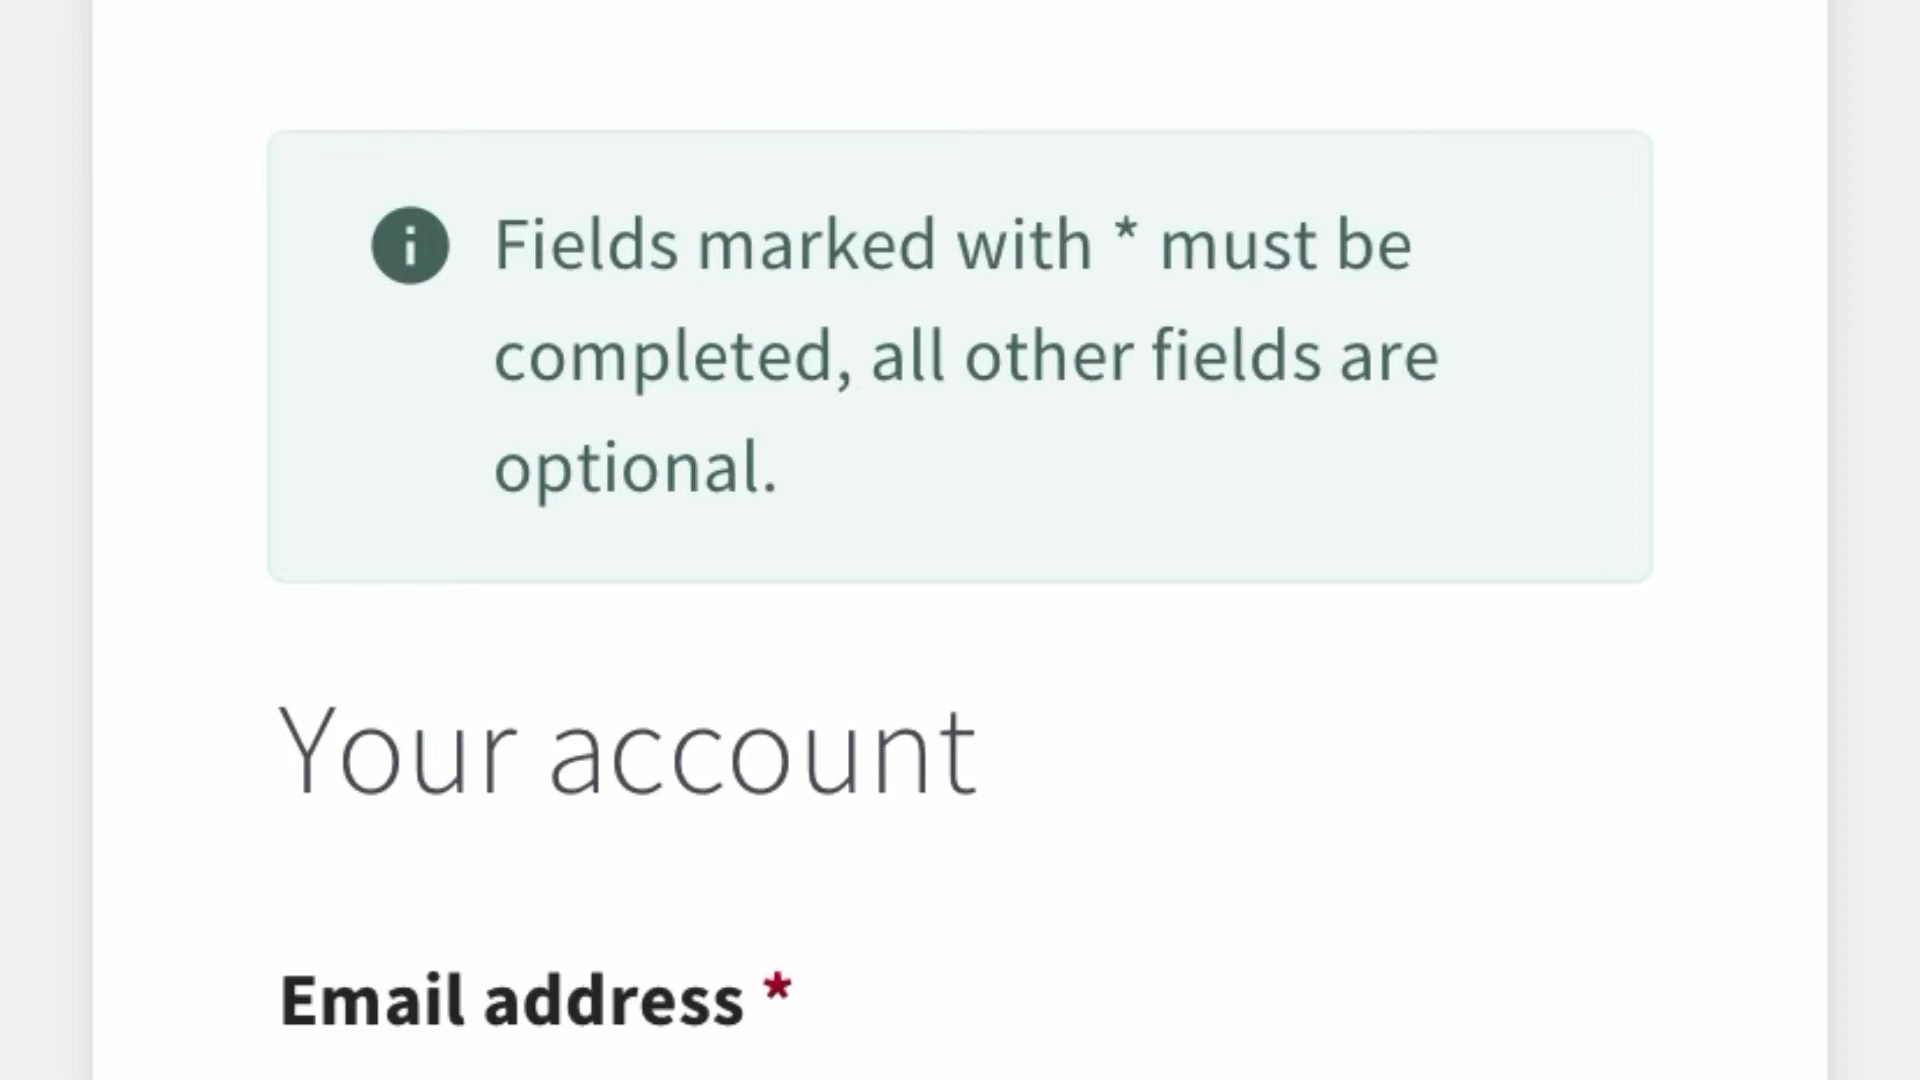 Fields marked with * must be
completed, all other fields are
optional.
Your account
Email address *